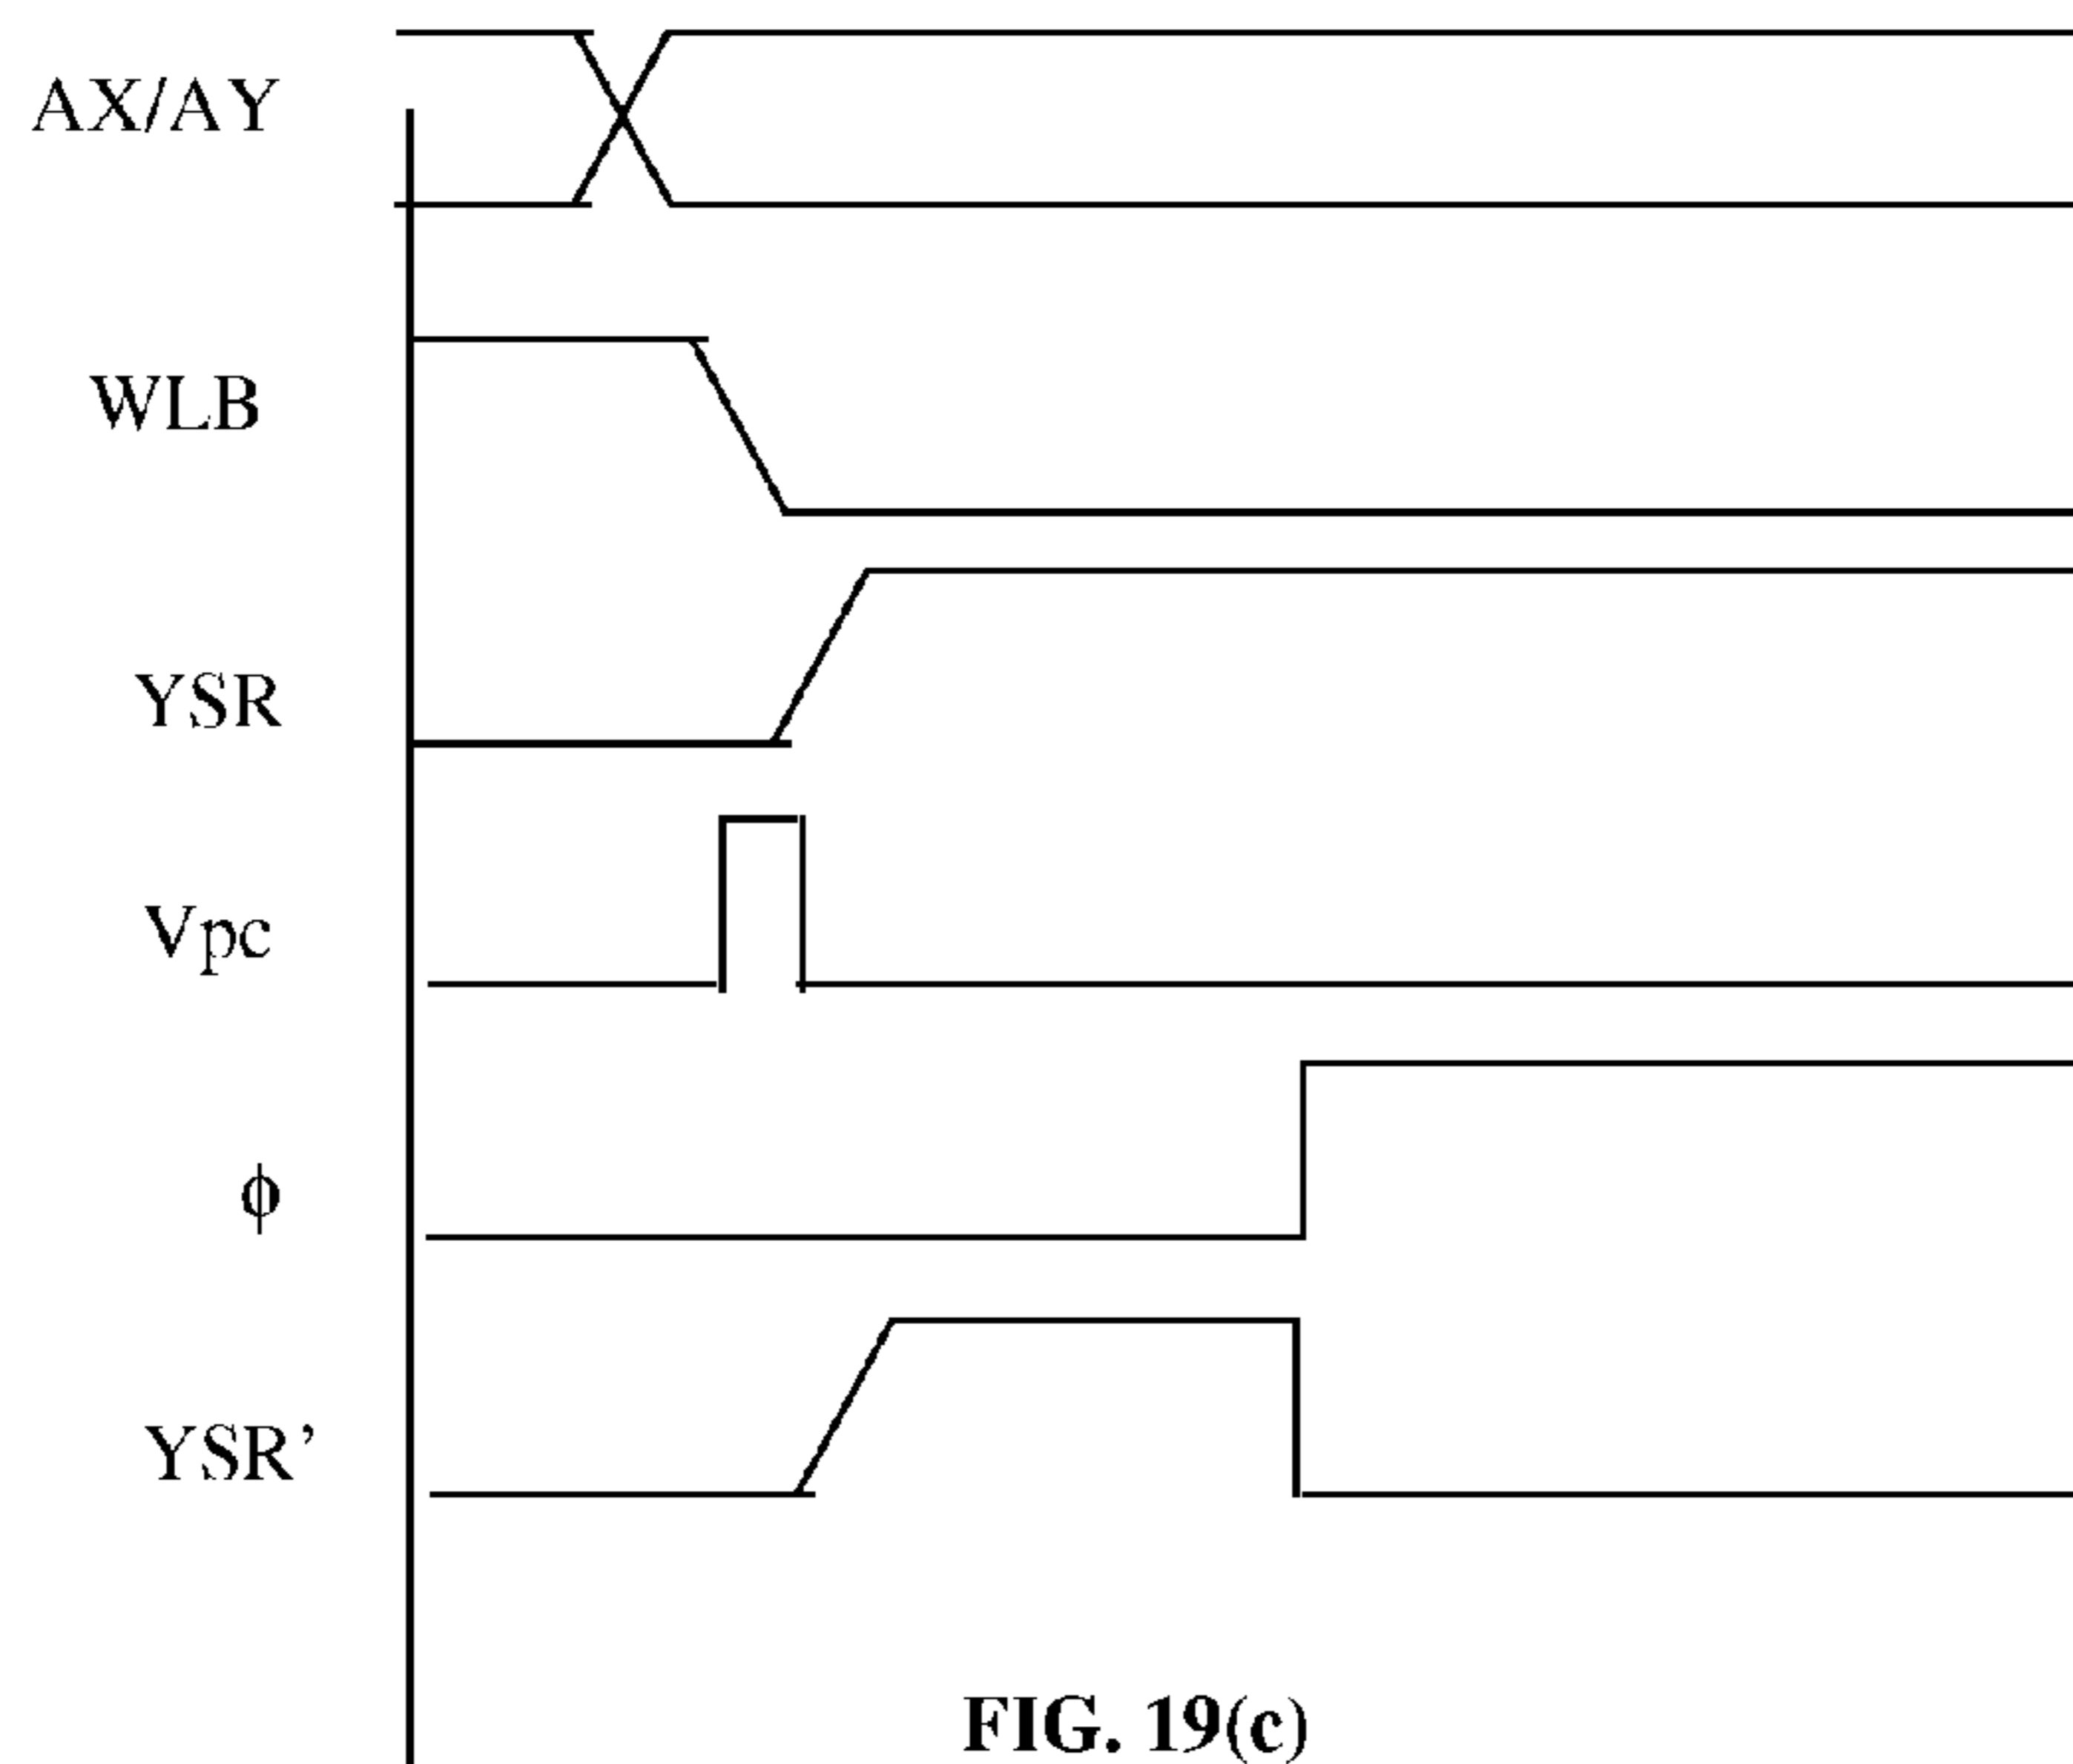 AX/AY
WLB
YSR
Vpc
ϕ
YSR’
FIG. 19(c)